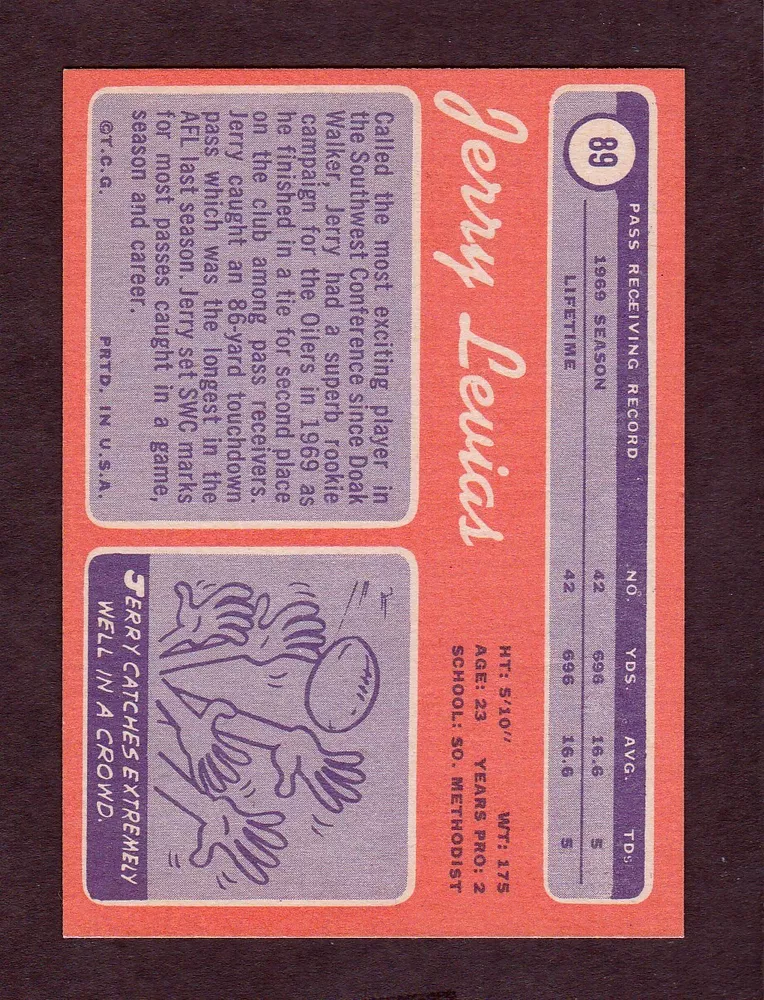 89
PASS RECEIVING RECORD NO. YDS. AVG. TDS
1969 SEASON 42 696 16.6 5
LIFETIME 42 696 16.6 5
Jerry Levias
HT: 5'10" WT: 175
AGE: 23 YEARS PRO: 2
SCHOOL: SO. METHODIST
Called the most exciting player in
the Southwest Conference since Doak
Walker, Jerry had a superb rookie
campaign for the Oilers in 1969 as
he finished in a tie for second place
on the club among pass receivers.
Jerry caught an 86-yard touchdown
pass which was the longest in the
AFL last season. Jerry set SWC marks
for most passes caught in a game,
season and career.
©T.C.G. PRTD. IN U.S.A.
JERRY CATCHES EXTREMELY
WELL IN A CROWD.